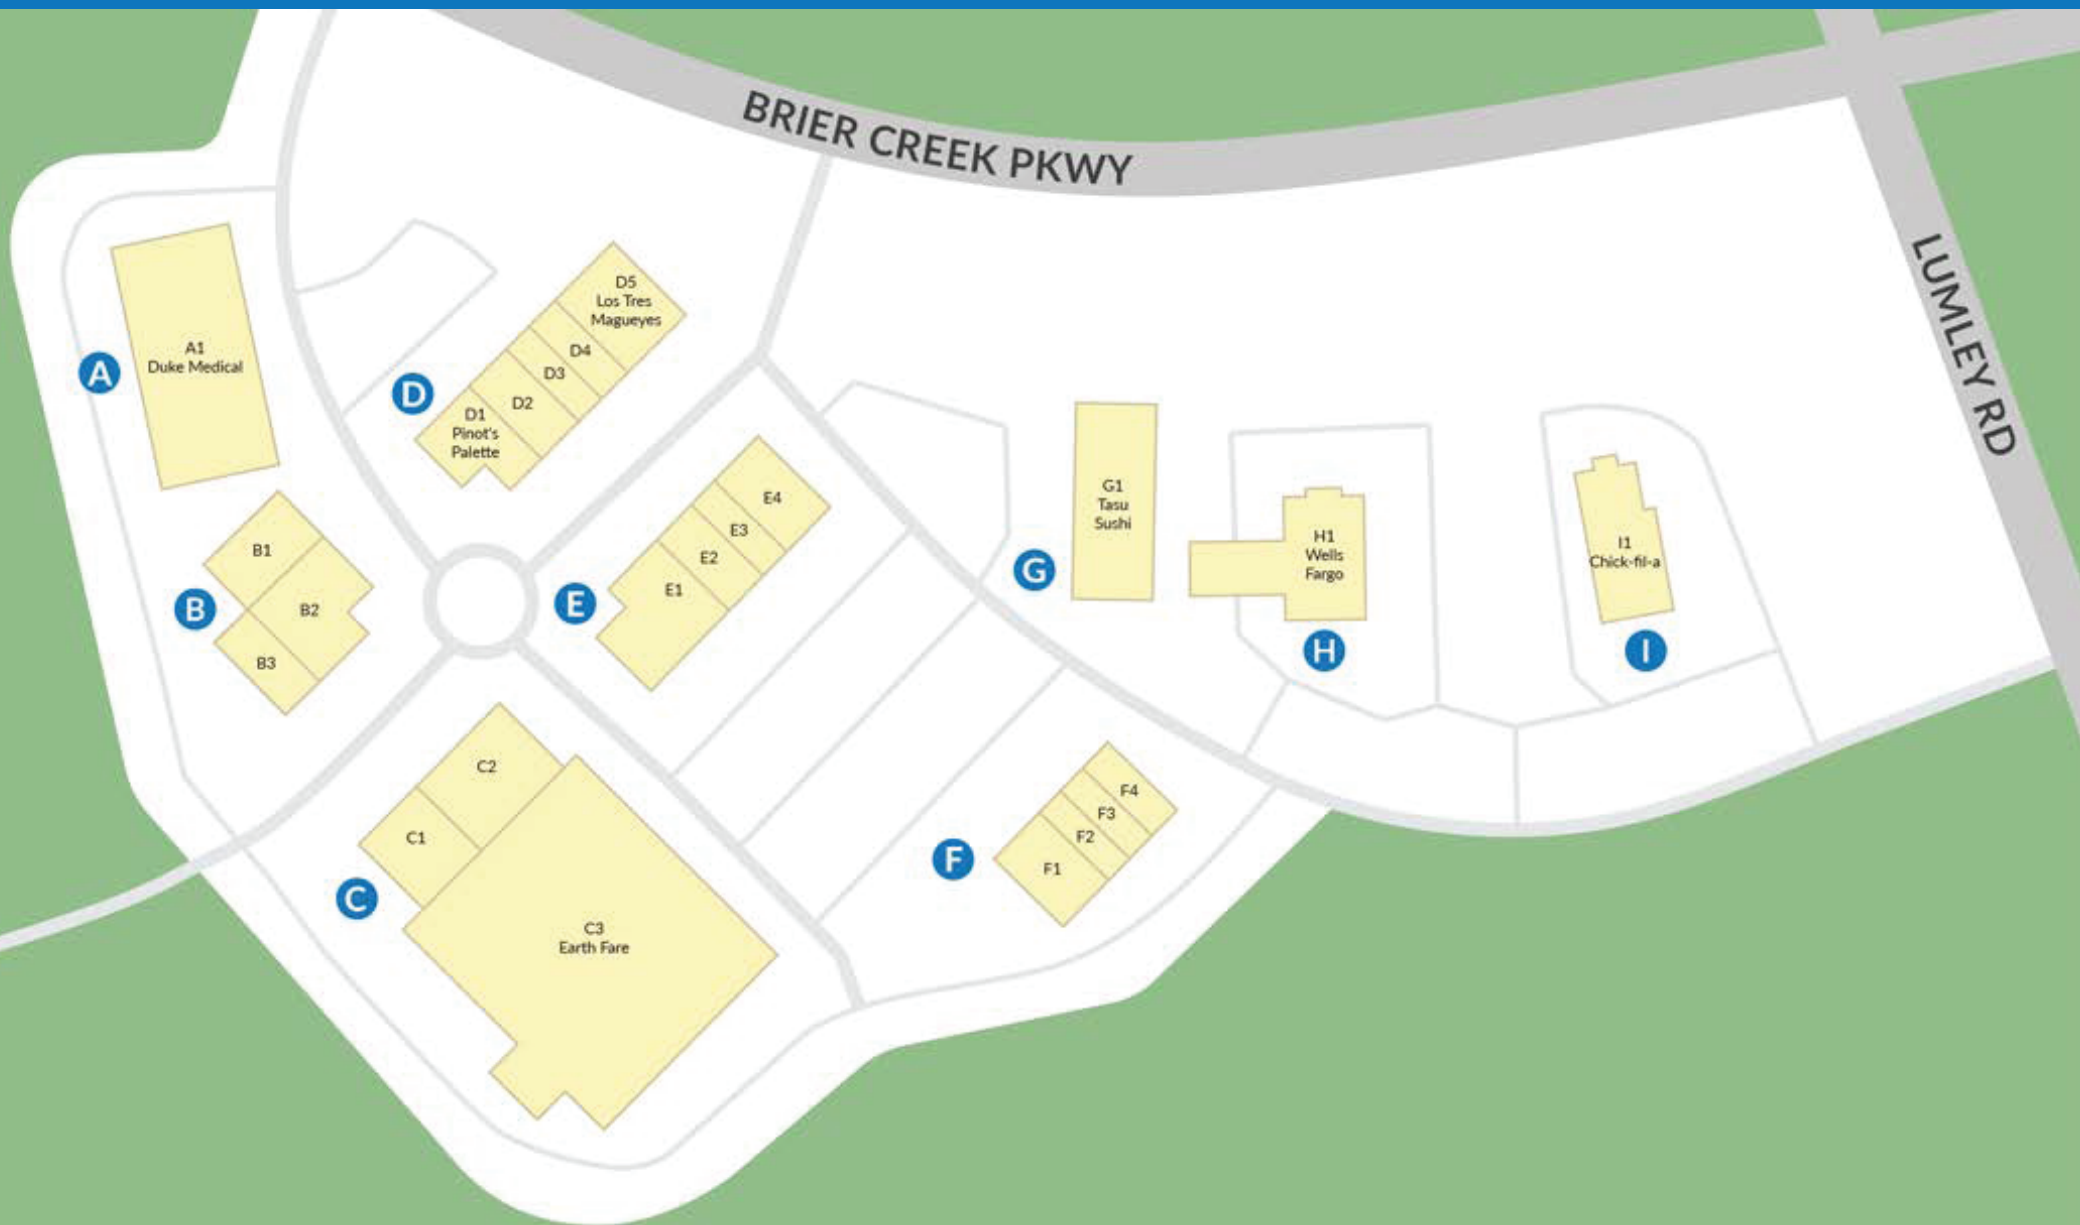 BRIER CREEK PKWY
LUMLEY RD
A
A1
Duke Medical
B
B1
B2
B3
C
C1
C2
C3
Earth Fare
D
D1
Pinot's
Palette
D2
D3
D4
D5
Los Tres
Magueyes
E
E1
E2
E3
E4
F
F1
F2
F3
F4
G
G1
Tasu
Sushi
H
H1
Wells
Fargo
I
I1
Chick-fil-a